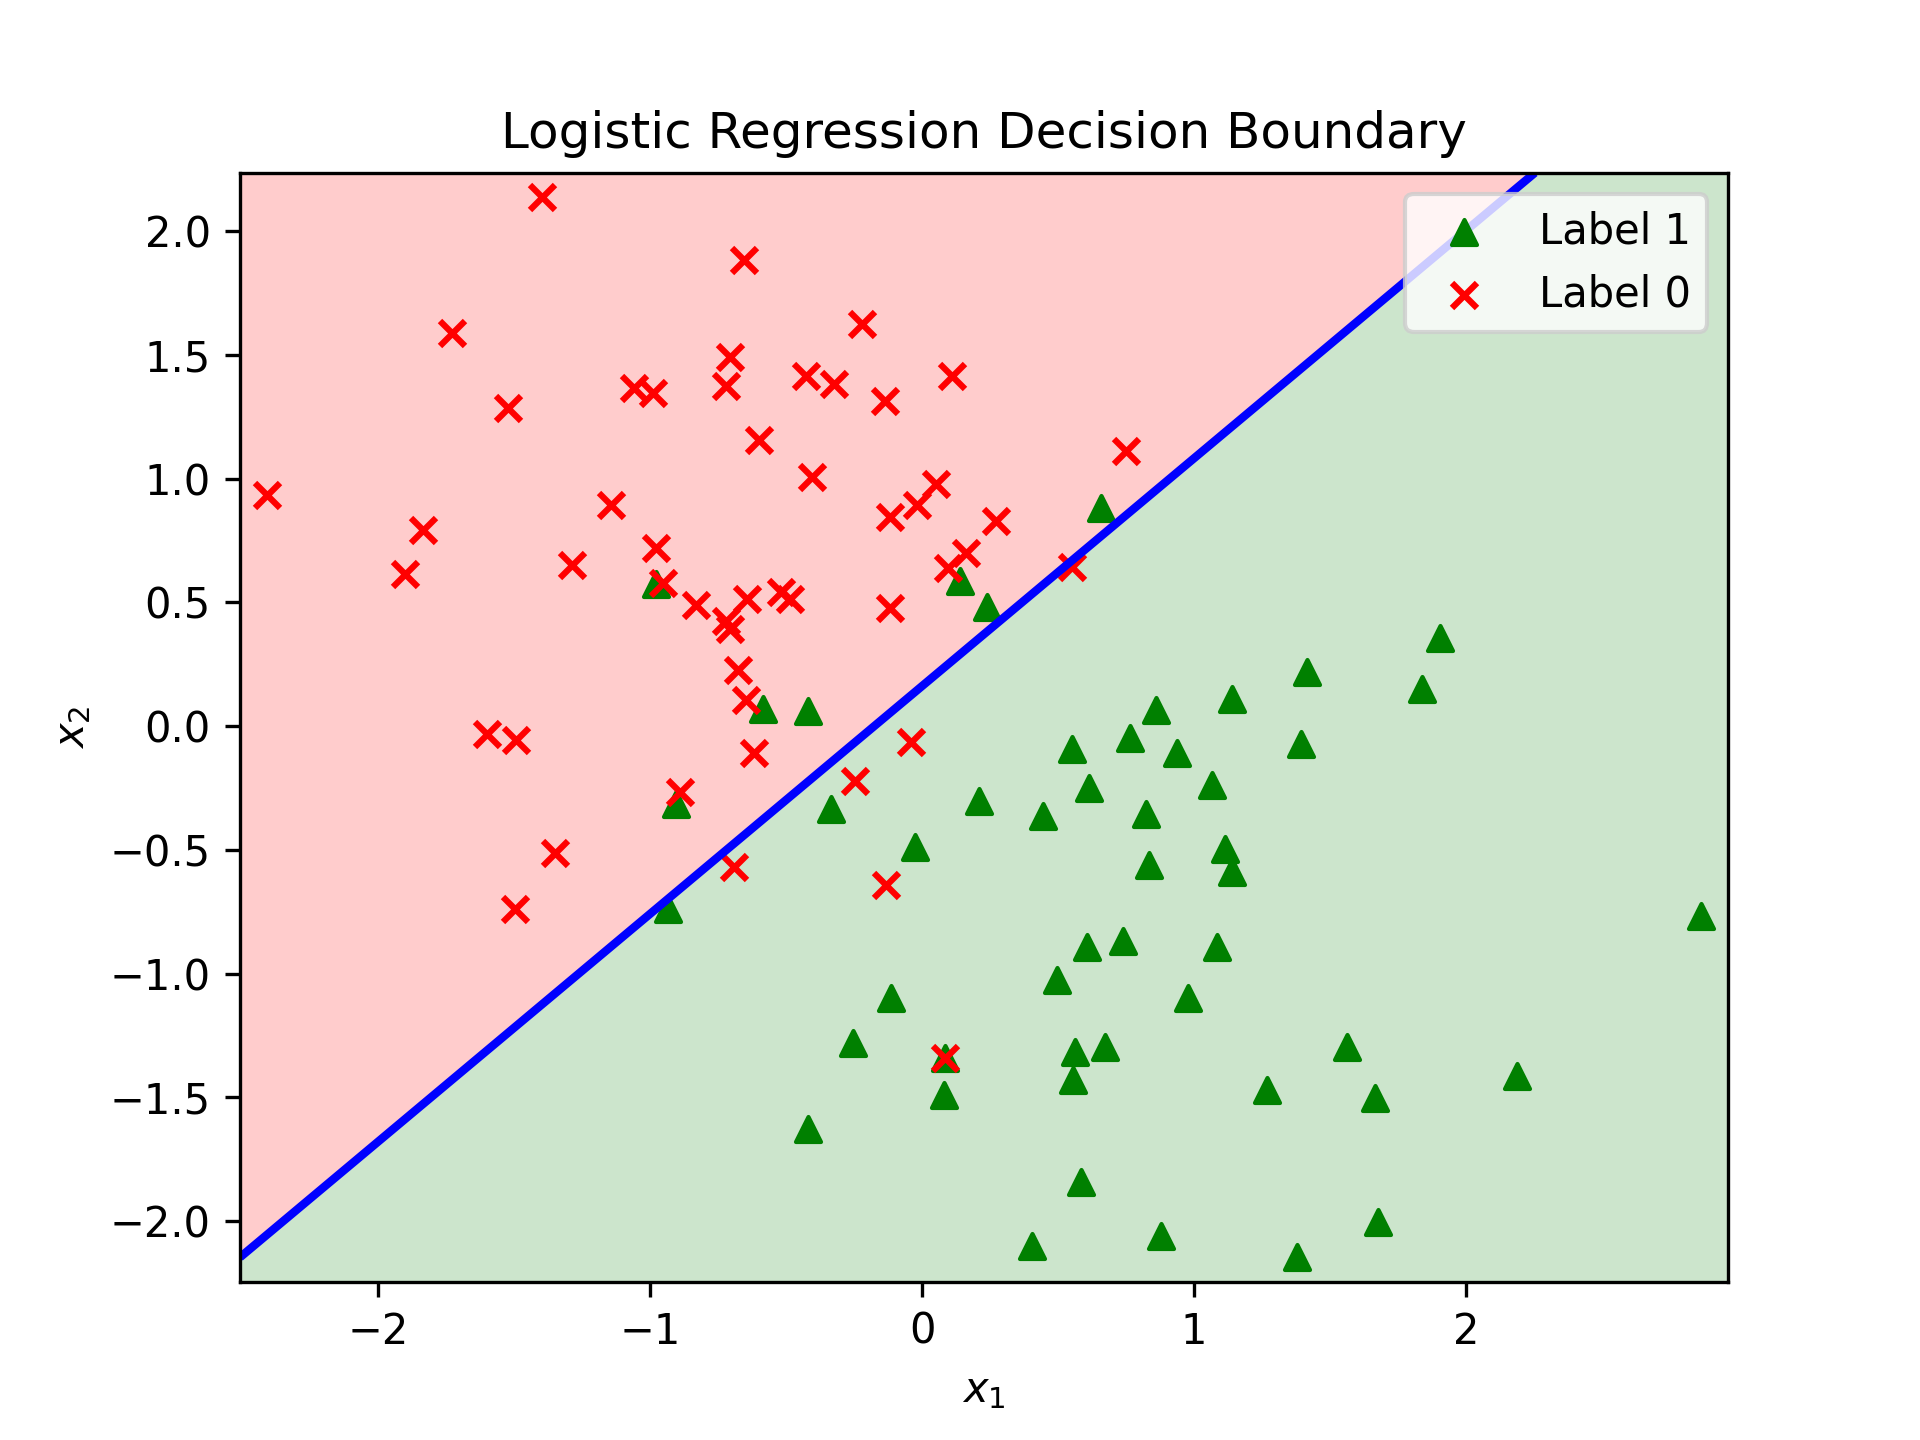 Logistic Regression Decision Boundary
Label 1
Label 0
2.0
1.5
1.0
0.5
0.0
−0.5
−1.0
−1.5
−2.0
x₂
−2 −1 0 1 2
x₁